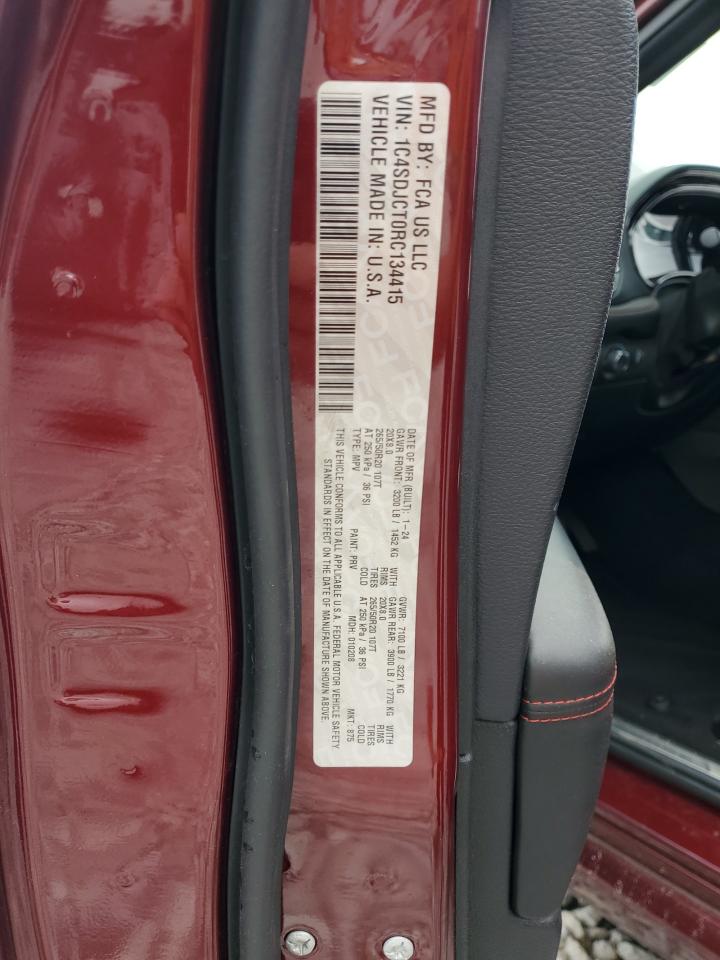 MFD BY: FCA US LLC
VIN: 1C4SDJCT0RC134415
VEHICLE MADE IN: U.S.A.
DATE OF MFR (BUILT): 1-24 GVWR: 7100 LB / 3221 KG
GAWR FRONT: 3200 LB / 1452 KG WITH GAWR REAR: 3900 LB / 1770 KG WITH
20X8.0 RIMS 20X8.0 RIMS
265/50R20 107T TIRES 265/50R20 107T TIRES
AT 250 kPa / 36 PSI COLD AT 250 kPa / 36 PSI COLD
TYPE: MPV PAINT: PRV MDH: 010208 MKT: 875
THIS VEHICLE CONFORMS TO ALL APPLICABLE U.S.A. FEDERAL MOTOR VEHICLE SAFETY
STANDARDS IN EFFECT ON THE DATE OF MANUFACTURE SHOWN ABOVE.